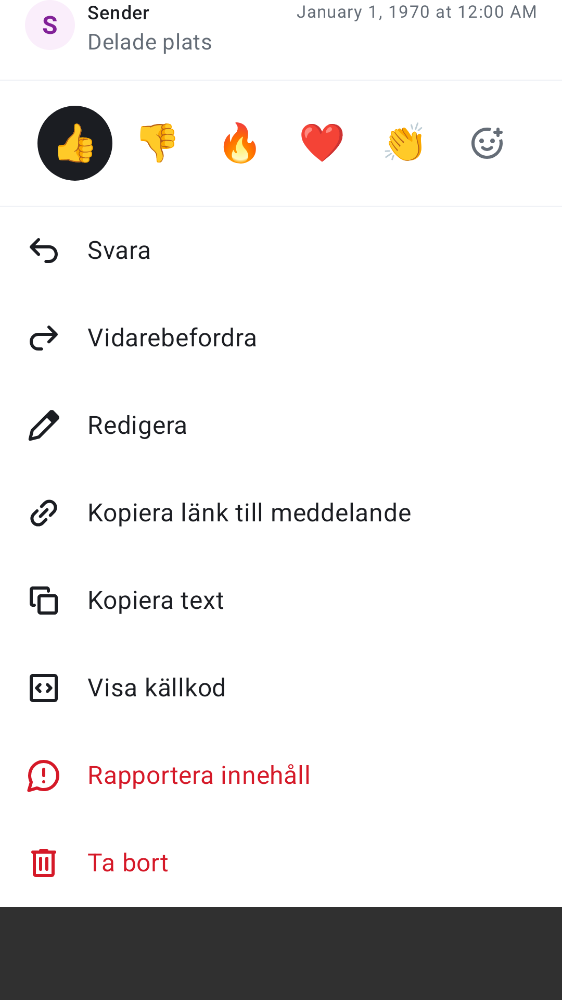 S
Sender
January 1, 1970 at 12:00 AM
Delade plats
Svara
Vidarebefordra
Redigera
Kopiera länk till meddelande
Kopiera text
Visa källkod
Rapportera innehåll
Ta bort